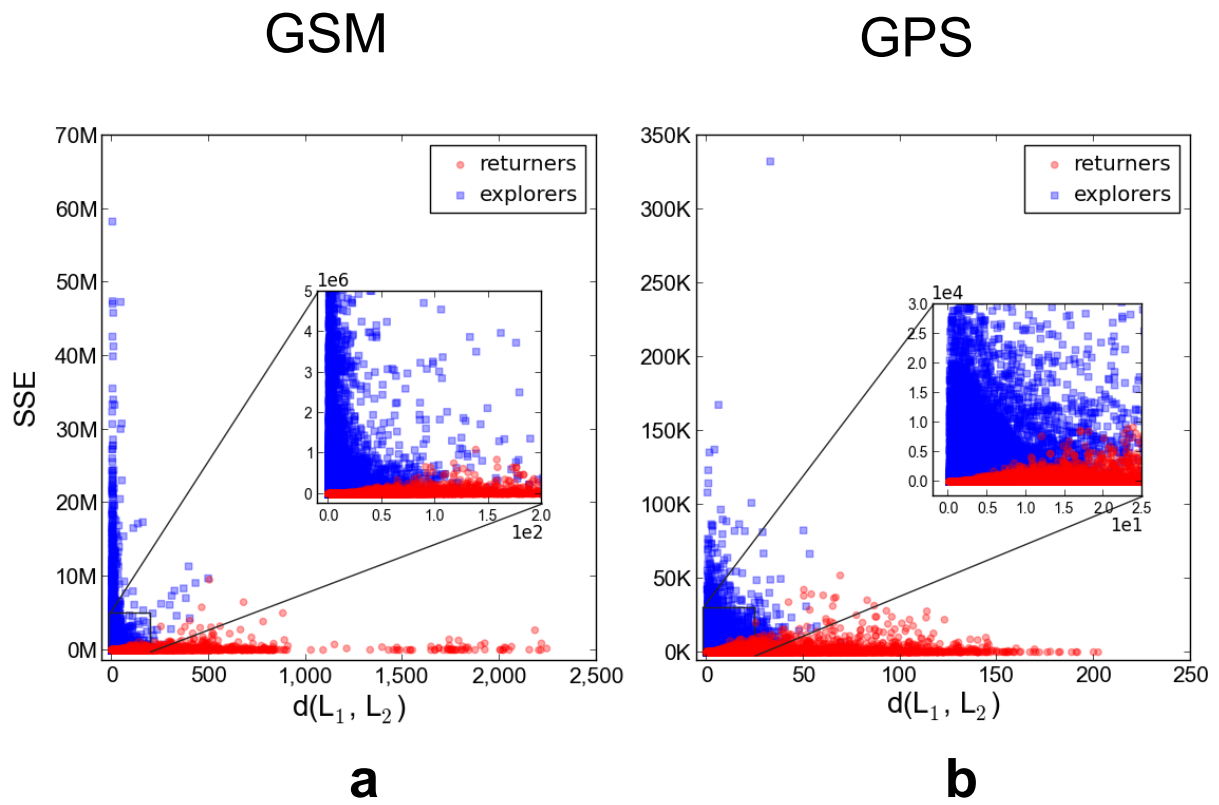 GSM
GPS
70M
60M
50M
40M
30M
20M
10M
0M
SSE
returners
explorers
1e6
5
4
3
2
1
0
0.0 0.5 1.0 1.5 2.0
1e2
0 500 1,000 1,500 2,000 2,500
d(L1, L2)
a
350K
300K
250K
200K
150K
100K
50K
0K
returners
explorers
1e4
3.0
2.5
2.0
1.5
1.0
0.5
0.0
0.0 0.5 1.0 1.5 2.0 2.5
1e1
0 50 100 150 200 250
d(L1, L2)
b